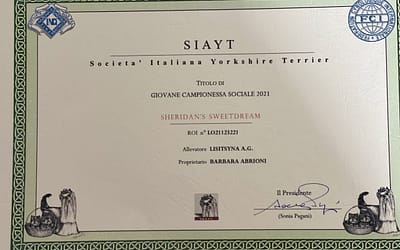 SIAYT
Societa' Italiana Yorkshire Terrier
TITOLO DI
GIOVANE CAMPIONESSA SOCIALE 2021
SHERIDAN'S SWEETDREAM
ROI n° LO21125221
Allevatore LISITSYNA A.G.
Proprietario BARBARA ABRIONI
Il Presidente
(Sonia Pagani)
FCI